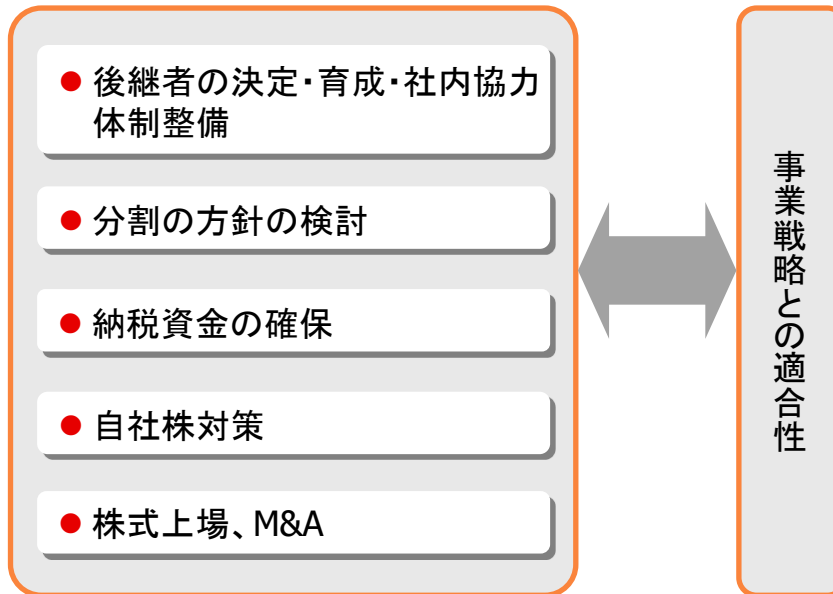 ● 後継者の決定・育成・社内協力
体制整備
● 分割の方針の検討
● 納税資金の確保
● 自社株対策
● 株式上場、M&A
事業戦略との適合性